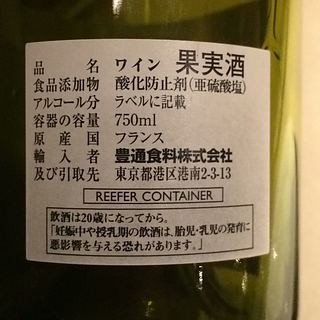 品名 ワイン 果実酒
食品添加物 酸化防止剤(亜硫酸塩)
アルコール分 ラベルに記載
容器の容量 750ml
原産国 フランス
輸入者 豊通食料株式会社
及び引取先 東京都港区港南2-3-13
REEFER CONTAINER
飲酒は20歳になってから。
「妊娠中や授乳期の飲酒は、胎児・乳児の発育に
悪影響を与える恐れがあります。」